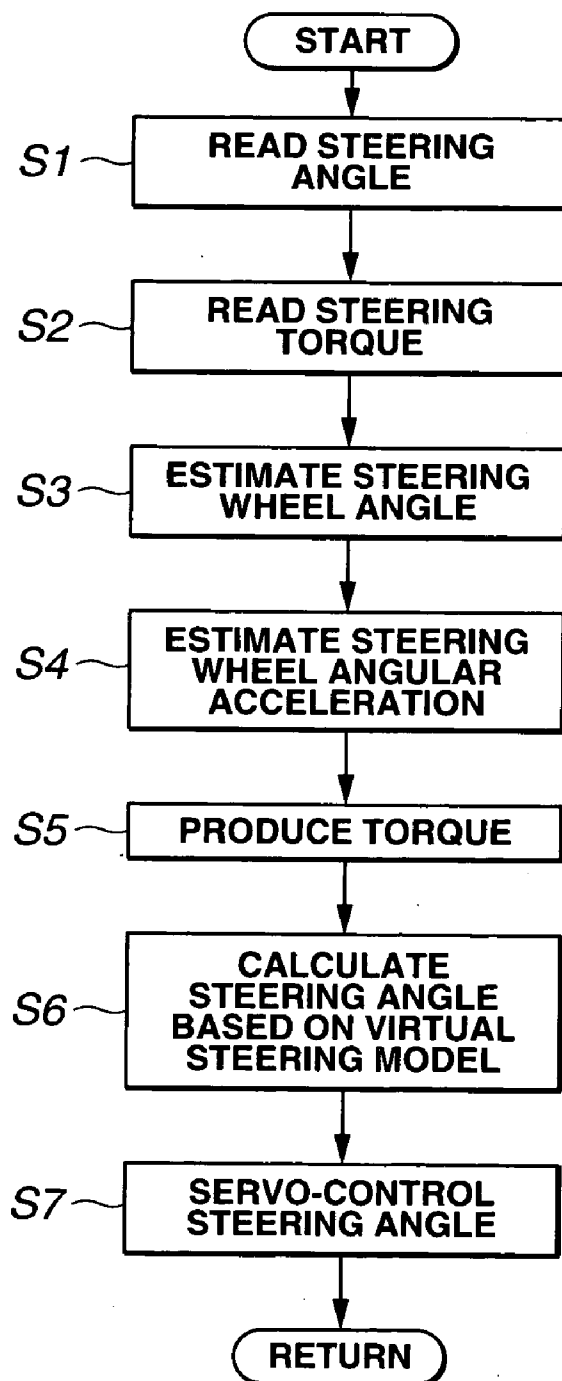 START
S1
READ STEERING
ANGLE
S2
READ STEERING
TORQUE
S3
ESTIMATE STEERING
WHEEL ANGLE
S4
ESTIMATE STEERING
WHEEL ANGULAR
ACCELERATION
S5
PRODUCE TORQUE
S6
CALCULATE
STEERING ANGLE
BASED ON VIRTUAL
STEERING MODEL
S7
SERVO-CONTROL
STEERING ANGLE
RETURN